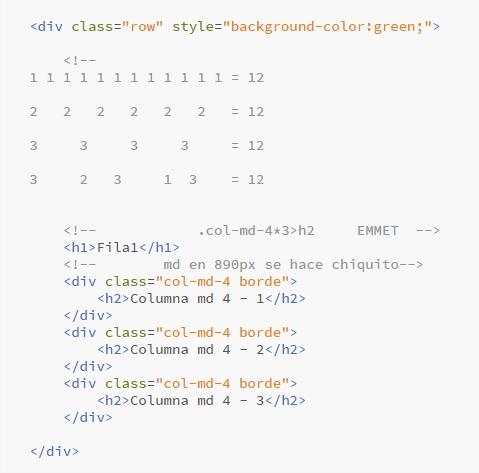 <div class="row" style="background-color:green;">
<!--
1 1 1 1 1 1 1 1 1 1 1 1 = 12
2 2 2 2 2 2 = 12
3 3 3 3 = 12
3 2 3 1 3 = 12
<!-- .col-md-4*3>h2 EMMET -->
<h1>Fila1</h1>
<!-- md en 890px se hace chiquito-->
<div class="col-md-4 borde">
<h2>Columna md 4 - 1</h2>
</div>
<div class="col-md-4 borde">
<h2>Columna md 4 - 2</h2>
</div>
<div class="col-md-4 borde">
<h2>Columna md 4 - 3</h2>
</div>
</div>